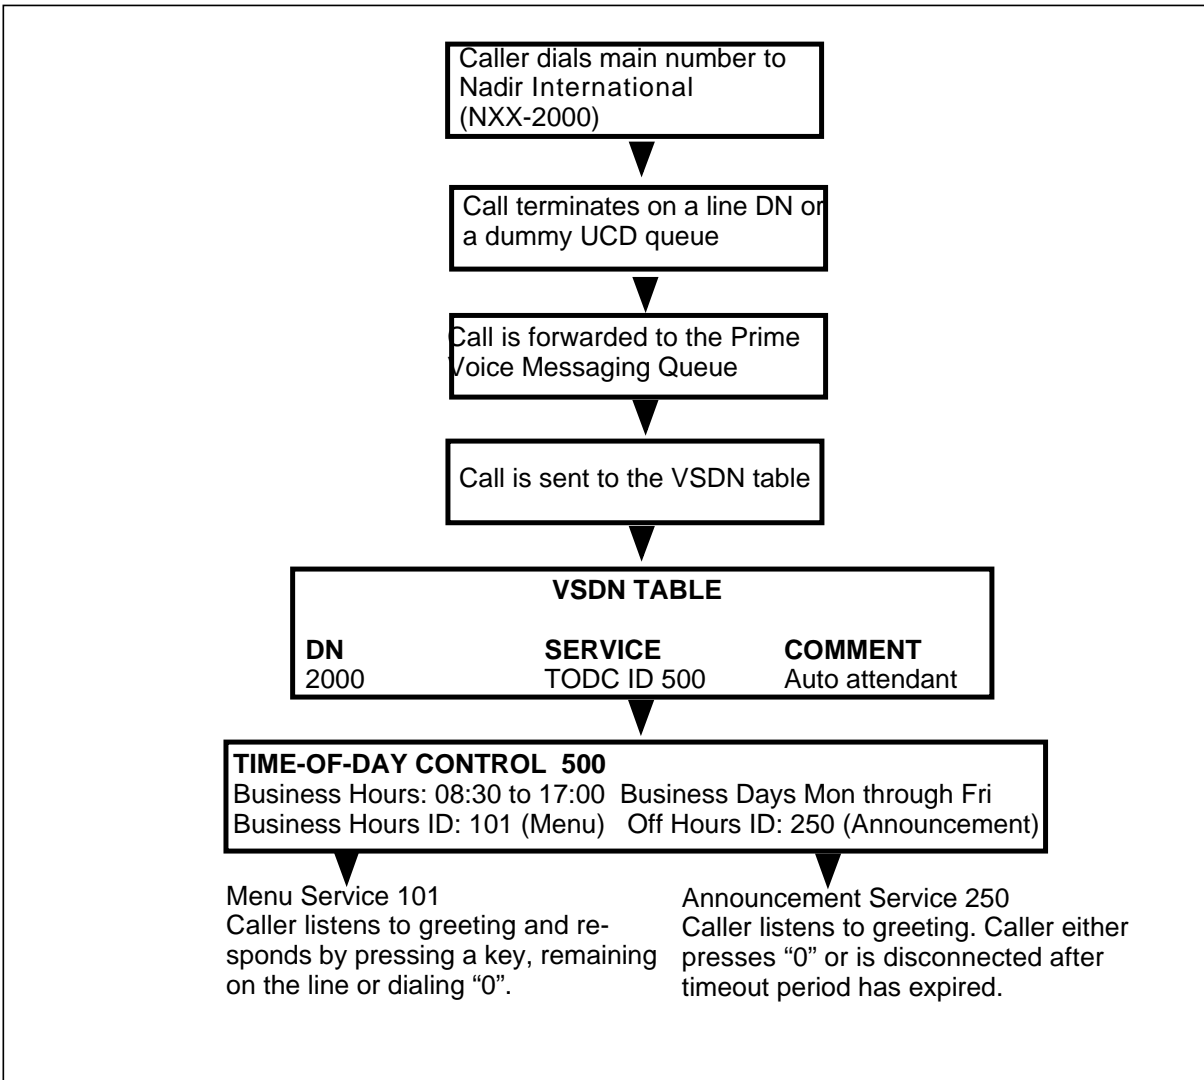 Caller dials main number to
Nadir International
(NXX-2000)
Call terminates on a line DN or
a dummy UCD queue
Call is forwarded to the Prime
Voice Messaging Queue
Call is sent to the VSDN table
VSDN TABLE
DN SERVICE COMMENT
2000 TODC ID 500 Auto attendant
TIME-OF-DAY CONTROL 500
Business Hours: 08:30 to 17:00 Business Days Mon through Fri
Business Hours ID: 101 (Menu) Off Hours ID: 250 (Announcement)
Menu Service 101
Caller listens to greeting and re-
sponds by pressing a key, remaining
on the line or dialing “0”.
Announcement Service 250
Caller listens to greeting. Caller either
presses “0” or is disconnected after
timeout period has expired.